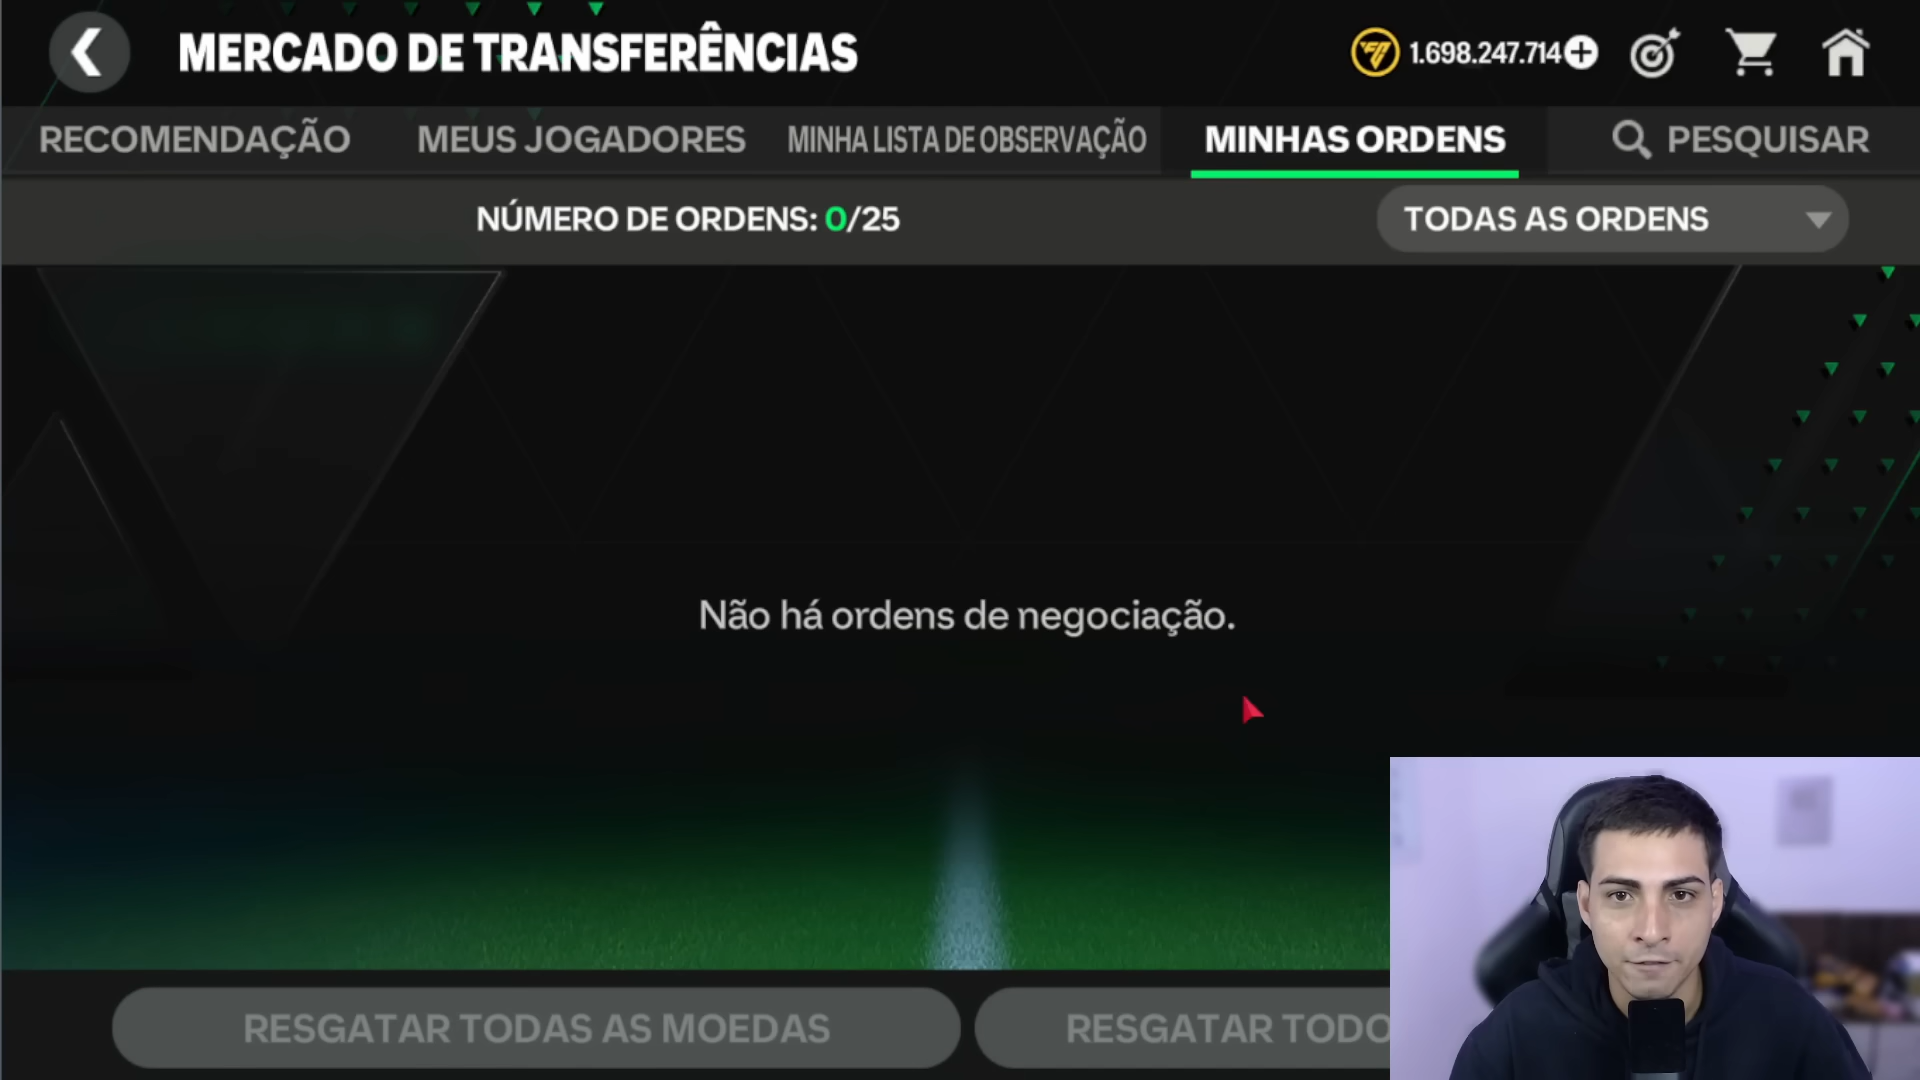 MERCADO DE TRANSFERÊNCIAS
1.698.247.714
RECOMENDAÇÃO
MEUS JOGADORES
MINHA LISTA DE OBSERVAÇÃO
MINHAS ORDENS
PESQUISAR
NÚMERO DE ORDENS: 0/25
TODAS AS ORDENS
Não há ordens de negociação.
RESGATAR TODAS AS MOEDAS
RESGATAR TODO